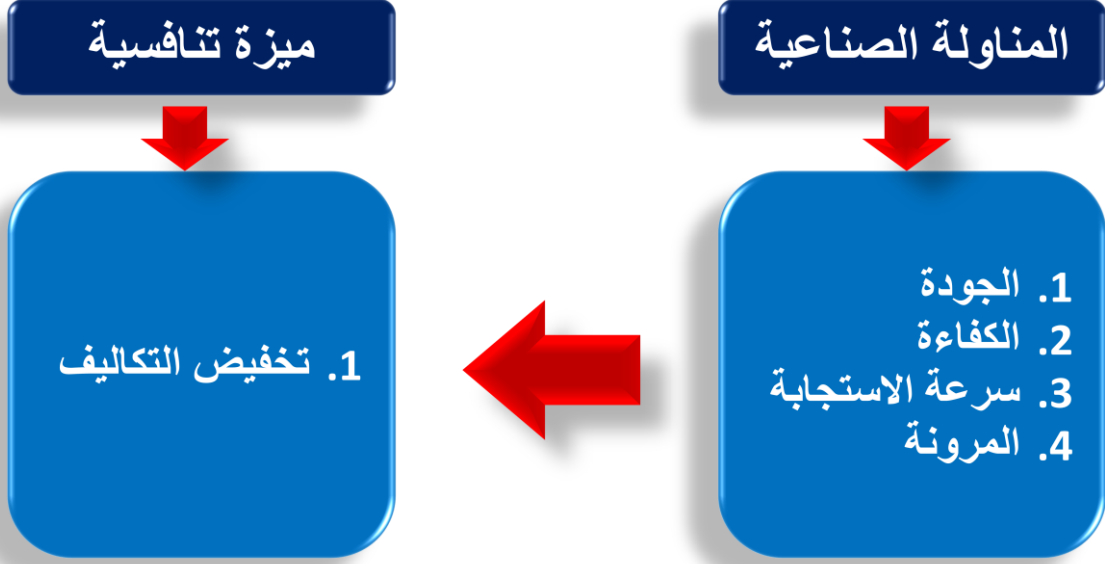 المناولة الصناعية
ميزة تنافسية
1. الجودة
2. الكفاءة
3. سرعة الاستجابة
4. المرونة
1. تخفيض التكاليف